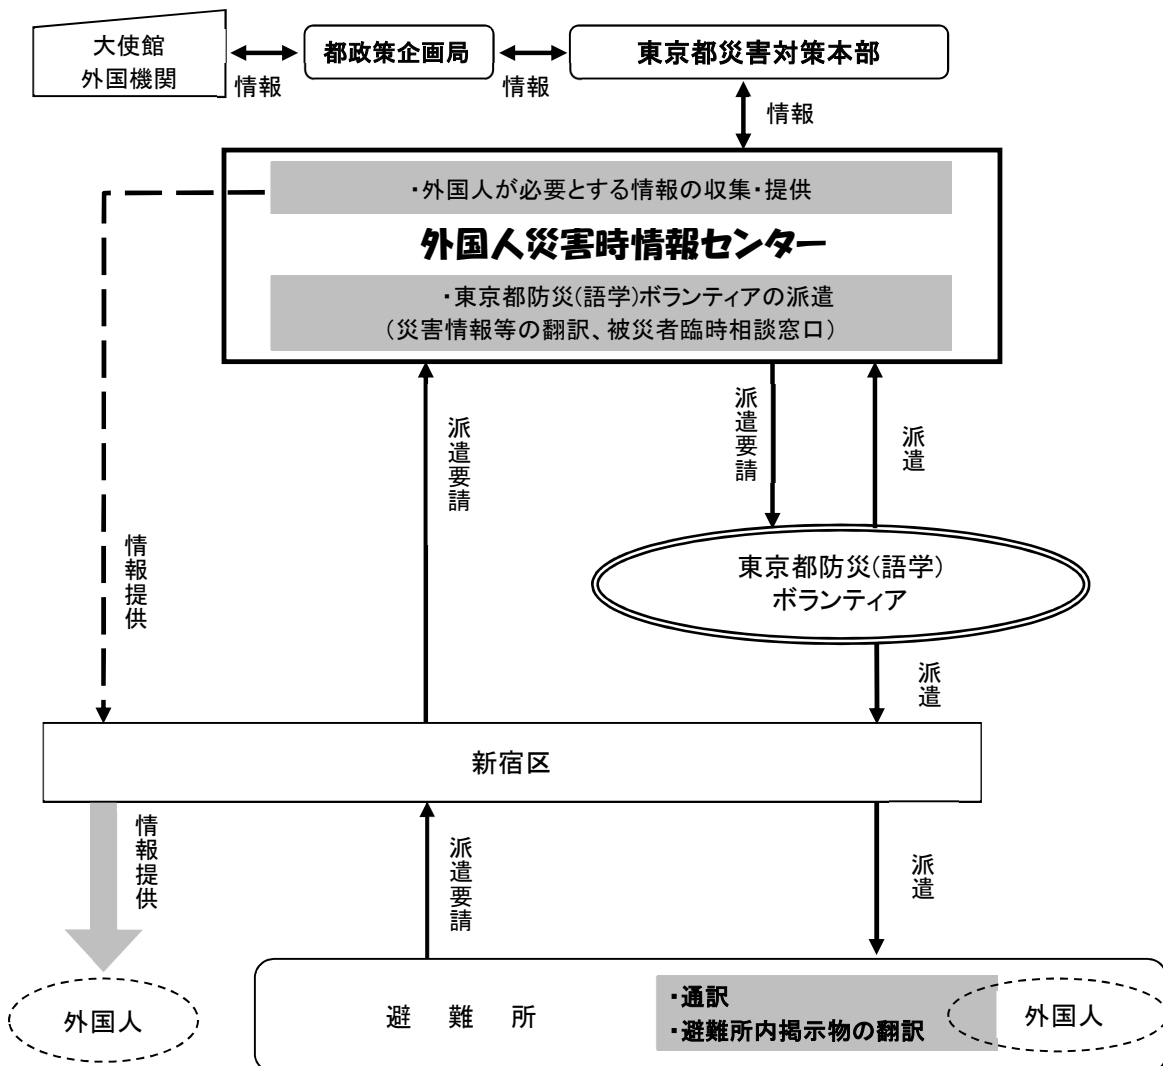 大使館
外国機関
情報
都政策企画局
情報
東京都災害対策本部
情報
・外国人が必要とする情報の収集・提供
外国人災害時情報センター
・東京都防災(語学)ボランティアの派遣
(災害情報等の翻訳、被災者臨時相談窓口)
派遣要請
派遣要請
派遣
情報提供
東京都防災(語学)
ボランティア
派遣
新宿区
情報提供
派遣要請
派遣
外国人
避難所
・通訳
・避難所内掲示物の翻訳
外国人